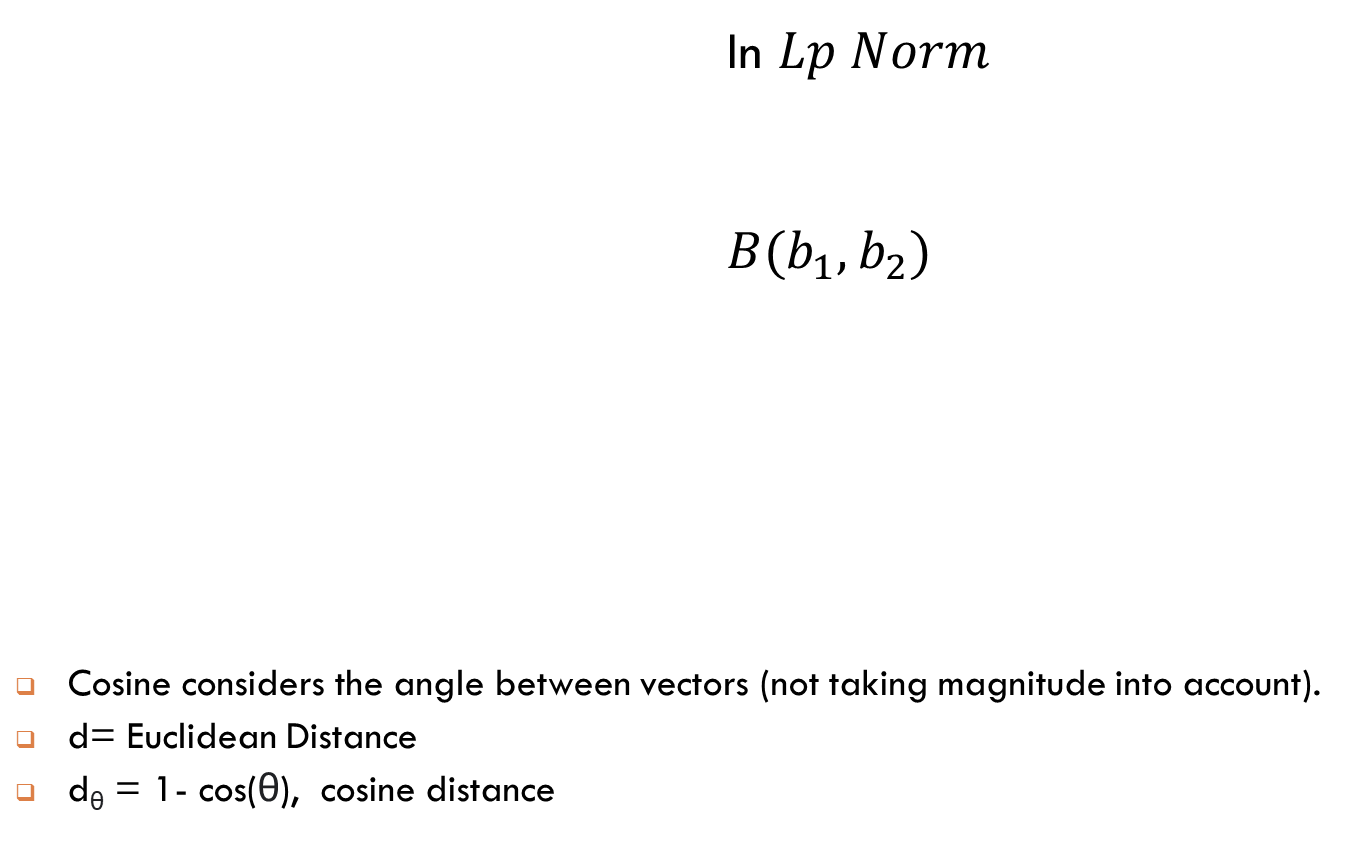 In Lp Norm
B(b₁, b₂)
❑ Cosine considers the angle between vectors (not taking magnitude into account).
❑ d= Euclidean Distance
❑ dθ = 1- cos(θ), cosine distance